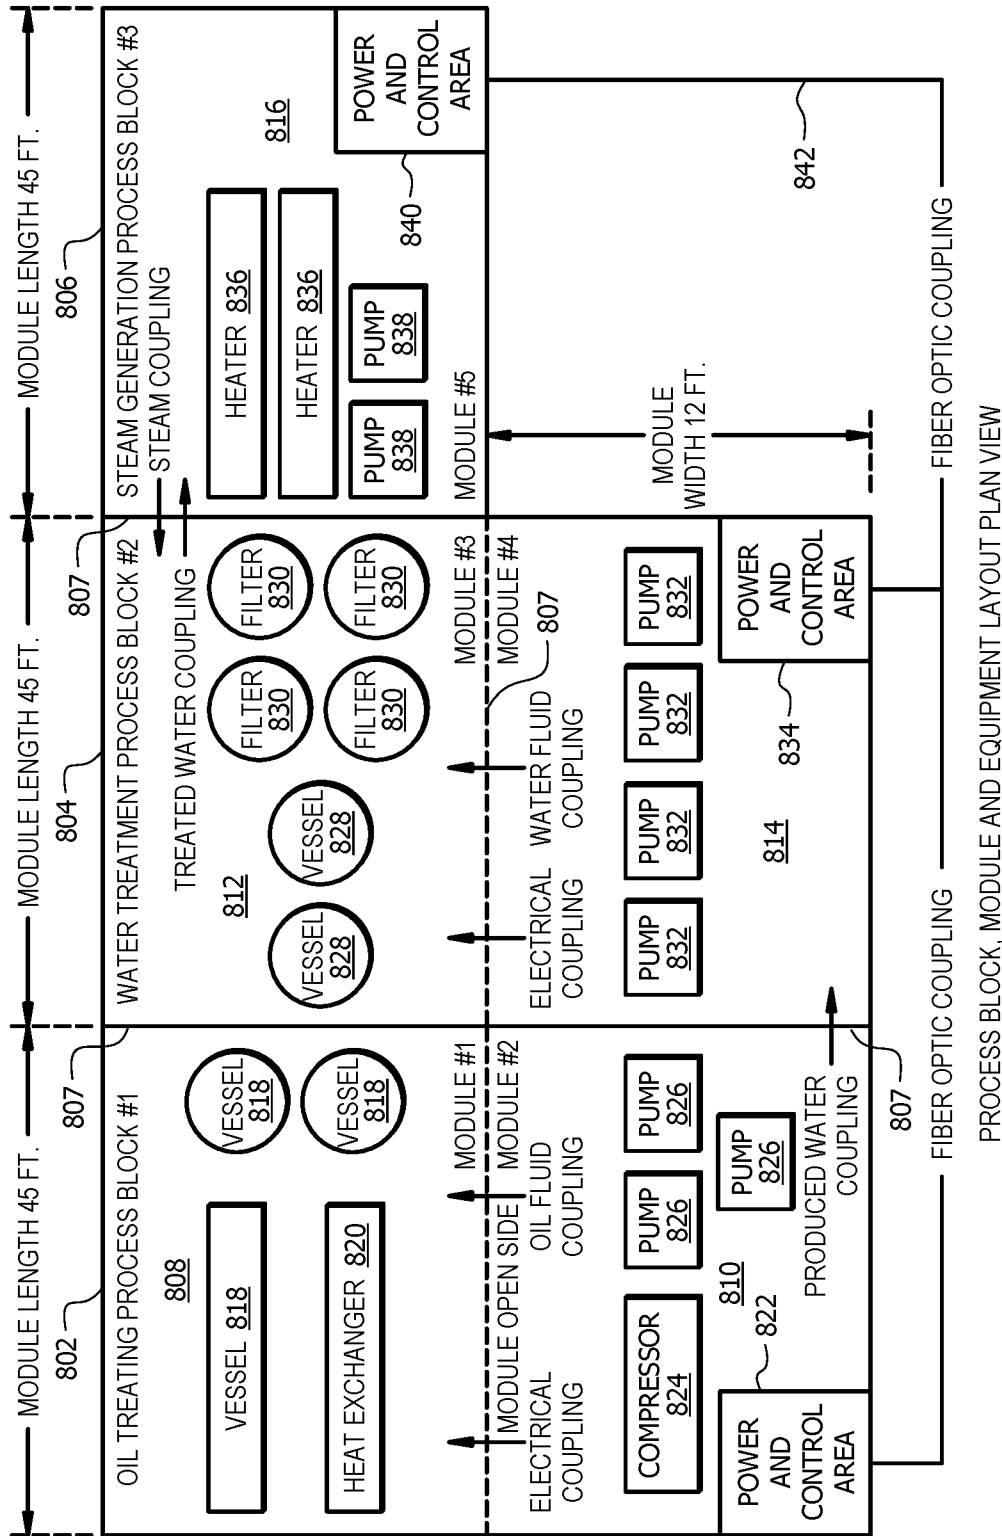 MODULE LENGTH 45 FT.
MODULE LENGTH 45 FT.
MODULE LENGTH 45 FT.
802
804
806
807
807
OIL TREATING PROCESS BLOCK #1
WATER TREATMENT PROCESS BLOCK #2
STEAM GENERATION PROCESS BLOCK #3
STEAM COUPLING
TREATED WATER COUPLING
808
VESSEL 818
VESSEL
818
VESSEL
818
HEAT EXCHANGER 820
812
VESSEL
828
VESSEL
828
FILTER
830
FILTER
830
FILTER
830
FILTER
830
HEATER 836
HEATER 836
PUMP
838
PUMP
838
816
POWER
AND
CONTROL
AREA
840
MODULE #1
MODULE #3
MODULE #5
MODULE OPEN SIDE
MODULE #2
MODULE #4
807
ELECTRICAL
COUPLING
OIL FLUID
COUPLING
ELECTRICAL
COUPLING
WATER FLUID
COUPLING
MODULE
WIDTH 12 FT.
842
COMPRESSOR
824
PUMP
826
PUMP
826
PUMP
826
PUMP
832
PUMP
832
PUMP
832
PUMP
832
810
822
814
834
POWER
AND
CONTROL
AREA
PRODUCED WATER
COUPLING
POWER
AND
CONTROL
AREA
807
FIBER OPTIC COUPLING
FIBER OPTIC COUPLING
PROCESS BLOCK, MODULE AND EQUIPMENT LAYOUT PLAN VIEW